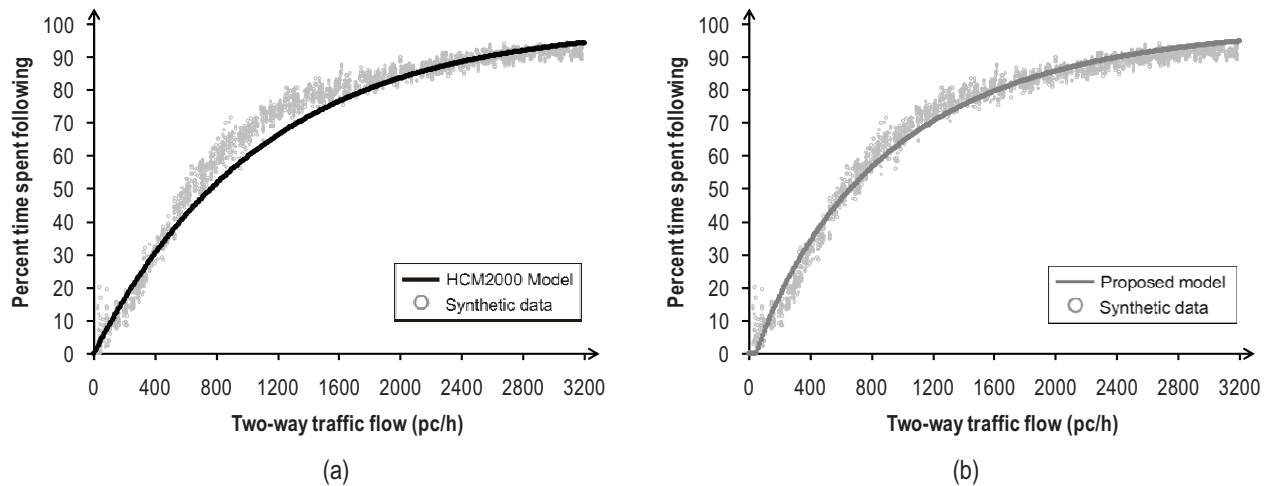 100
90
80
70
60
50
40
30
20
10
0
Percent time spent following
HCM2000 Model
Synthetic data
0 400 800 1200 1600 2000 2400 2800 3200
Two-way traffic flow (pc/h)
(a)
100
90
80
70
60
50
40
30
20
10
0
Percent time spent following
Proposed model
Synthetic data
0 400 800 1200 1600 2000 2400 2800 3200
Two-way traffic flow (pc/h)
(b)